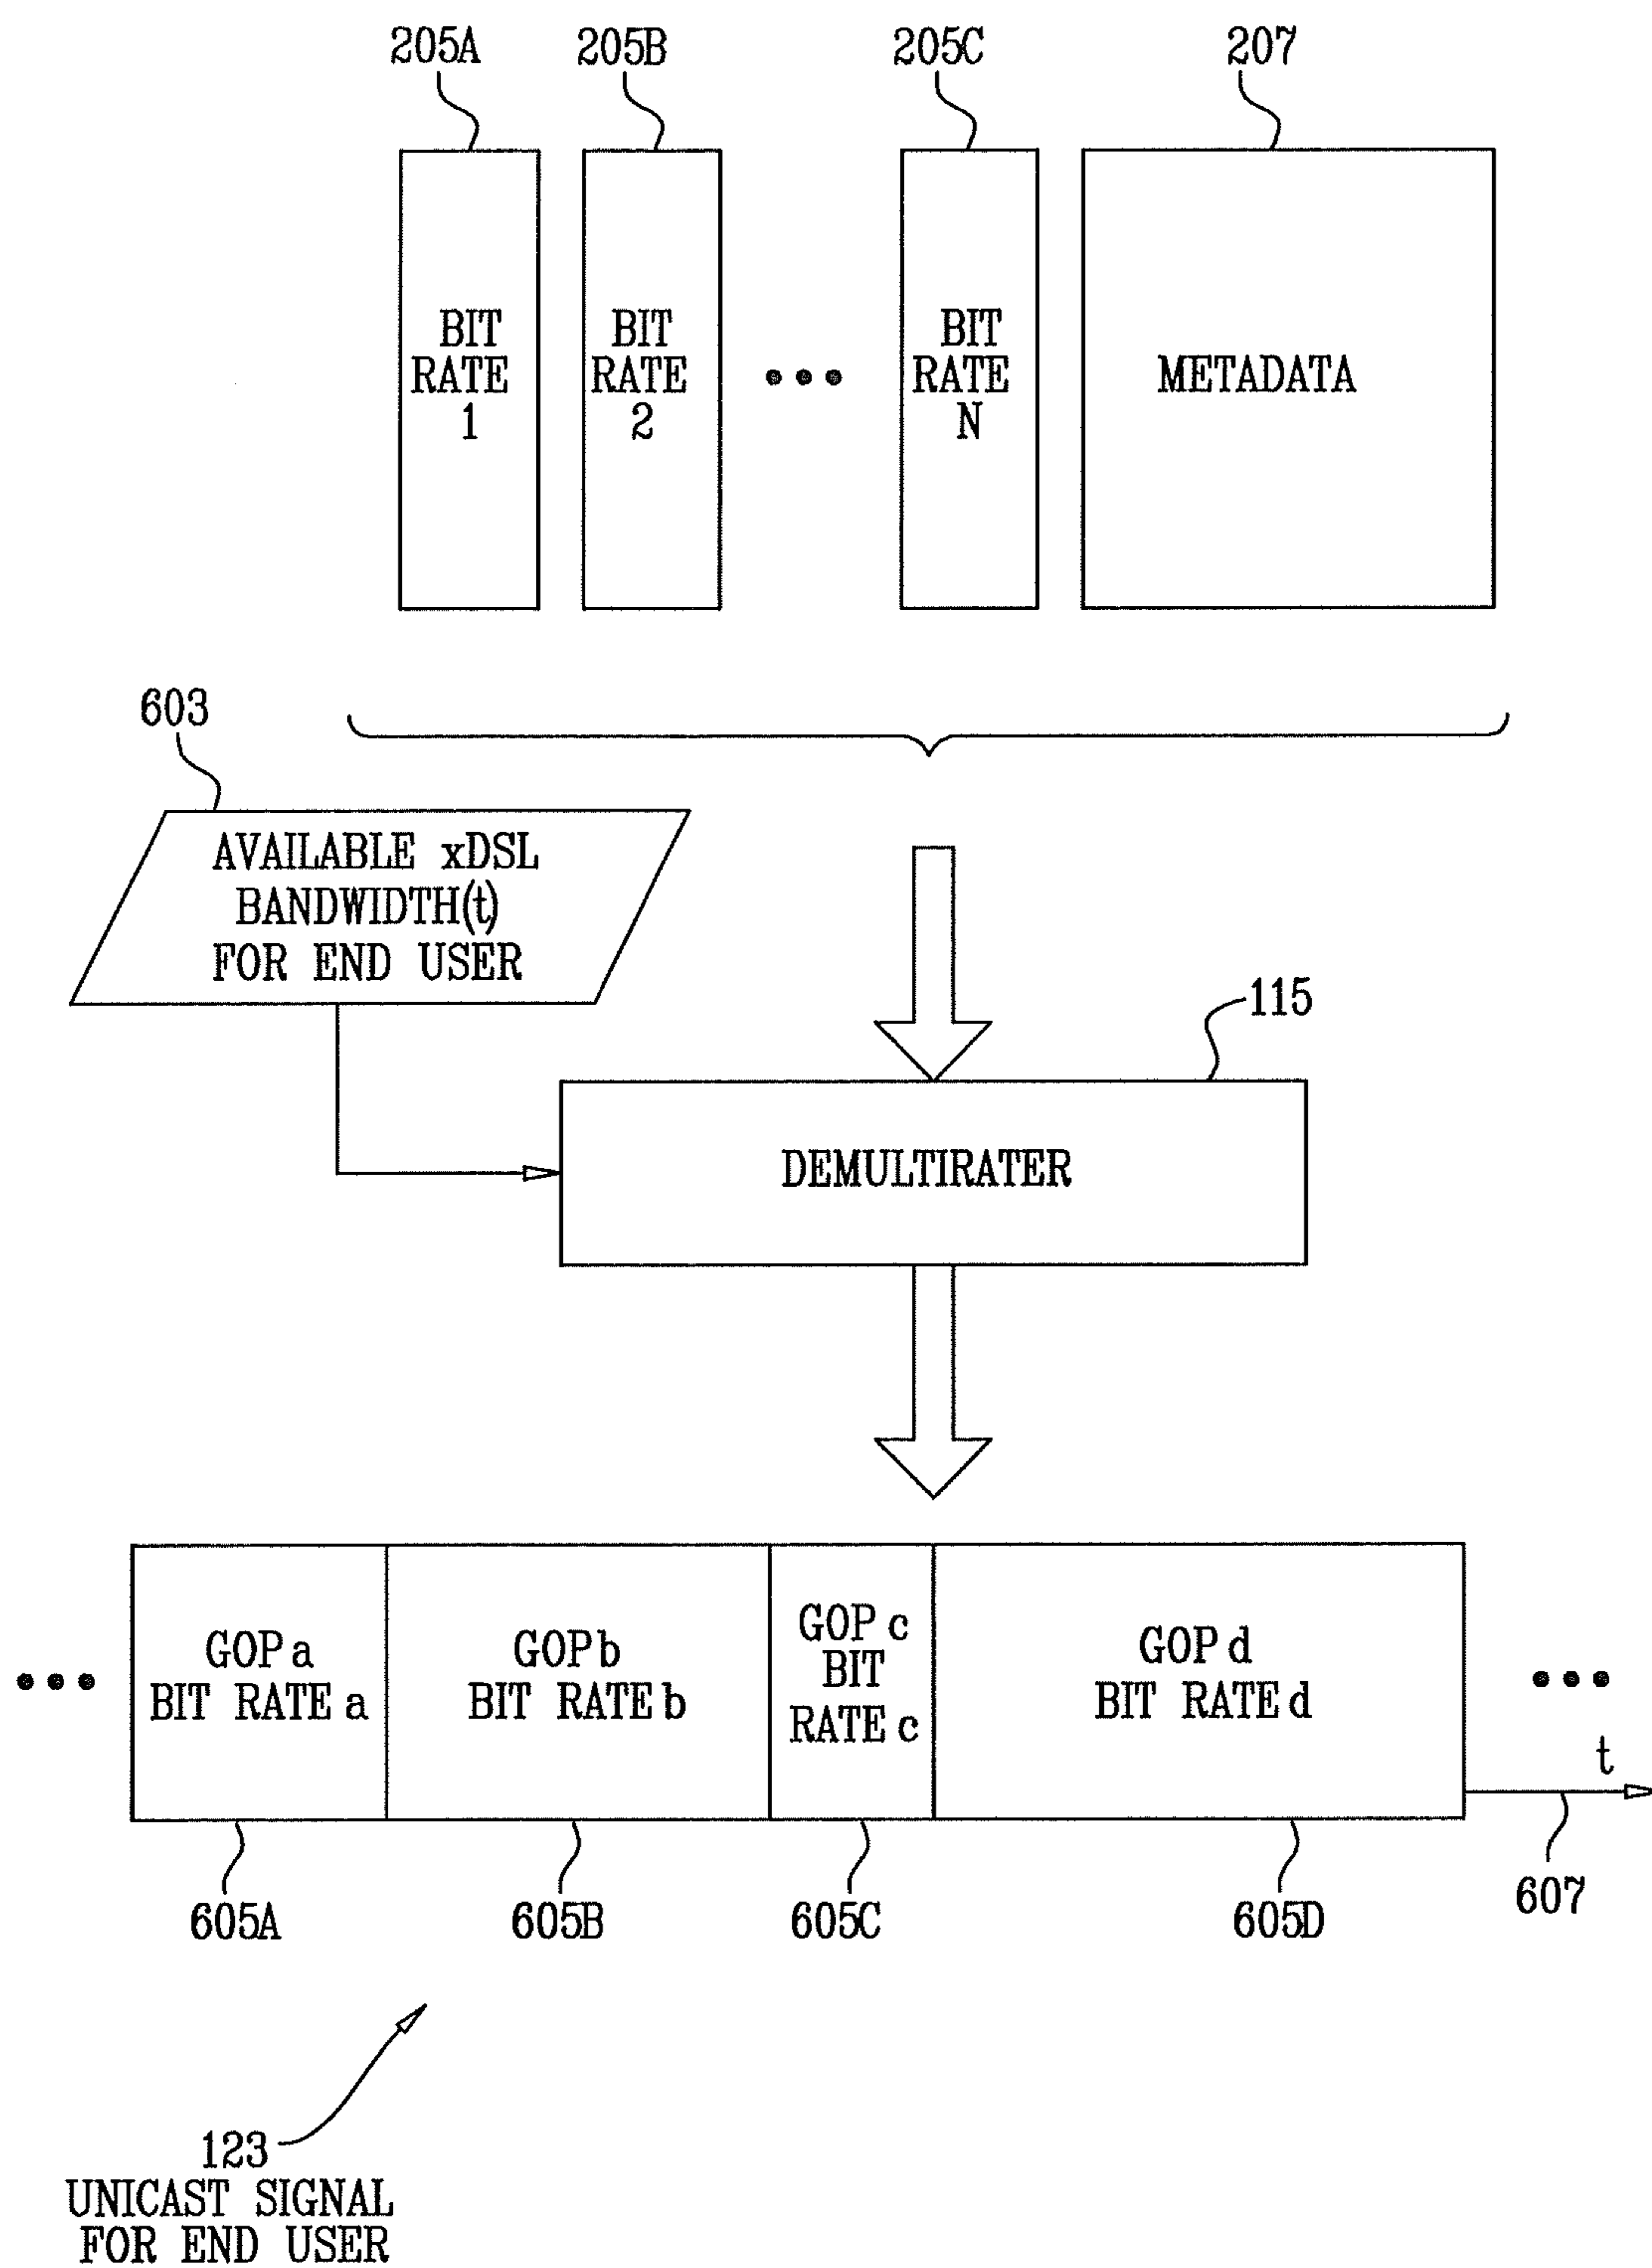 205A 205B 205C 207
BIT RATE 1
BIT RATE 2
BIT RATE N
METADATA
603
AVAILABLE xDSL
BANDWIDTH(t)
FOR END USER
115
DEMULTIRATER
GOP a
BIT RATE a
GOP b
BIT RATE b
GOP c
BIT
RATE c
GOP d
BIT RATE d
t
605A 605B 605C 605D 607
123
UNICAST SIGNAL
FOR END USER